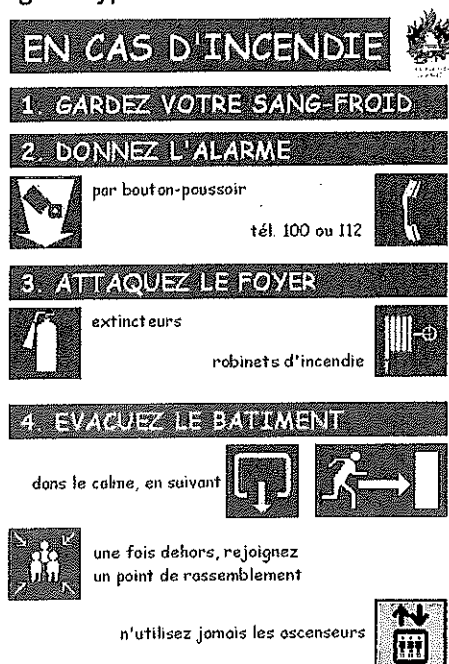 EN CAS D'INCENDIE
1. GARDEZ VOTRE SANG-FROID
2. DONNEZ L'ALARME
par bouton-poussoir
tél. 100 ou 112
3. ATTAQUEZ LE FOYER
extincteurs
robinets d'incendie
4. EVACUEZ LE BATIMENT
dans le calme, en suivant
une fois dehors, rejoignez
un point de rassemblement
n'utilisez jamais les ascenseurs